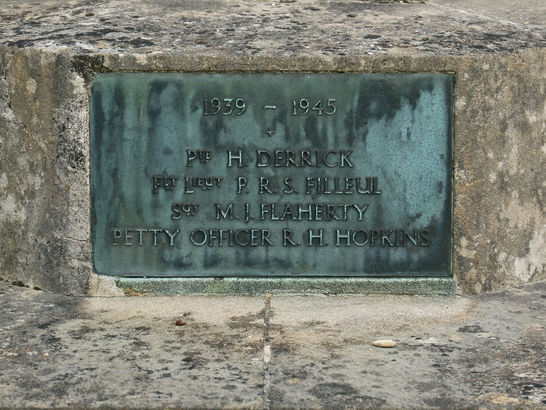 1939 - 1945
+
PTE H. DERRICK
FLT LIEUT P. R. S. FILLEUL
SGT M. J. FLAHERTY
PETTY OFFICER R. H. HOPKINS